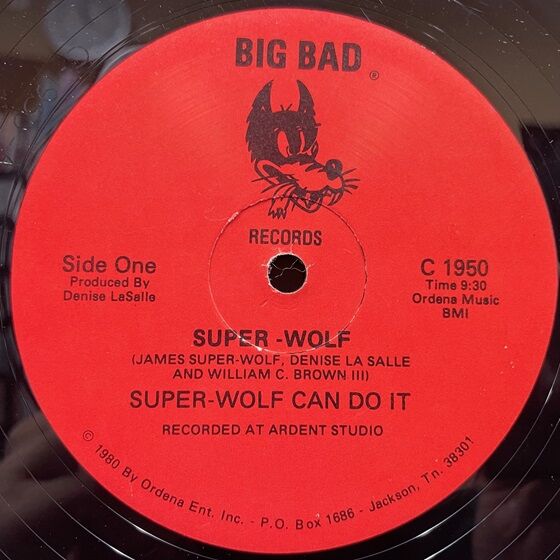 BIG BAD ®
RECORDS
Side One
Produced By
Denise LaSalle
C 1950
Time 9:30
Ordena Music
BMI
SUPER -WOLF
(JAMES SUPER-WOLF, DENISE LA SALLE
AND WILLIAM C. BROWN III)
SUPER-WOLF CAN DO IT
RECORDED AT ARDENT STUDIO
© 1980 By Ordena Ent. Inc. - P.O. Box 1686 - Jackson, Tn. 38301